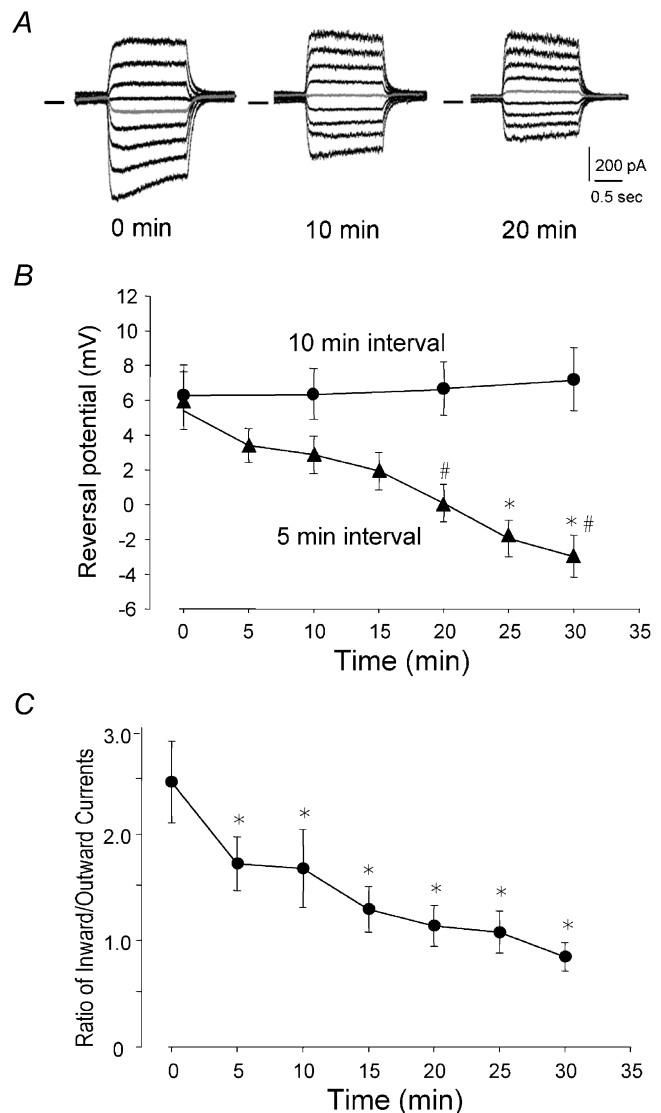 A
200 pA
0.5 sec
0 min
10 min
20 min
B
Reversal potential (mV)
12
10
8
6
4
2
0
-2
-4
-6
10 min interval
5 min interval
#
*
* #
0
5
10
15
20
25
30
35
Time (min)
C
Ratio of Inward/Outward Currents
3.0
2.0
1.0
0
*
*
*
*
*
*
0
5
10
15
20
25
30
35
Time (min)